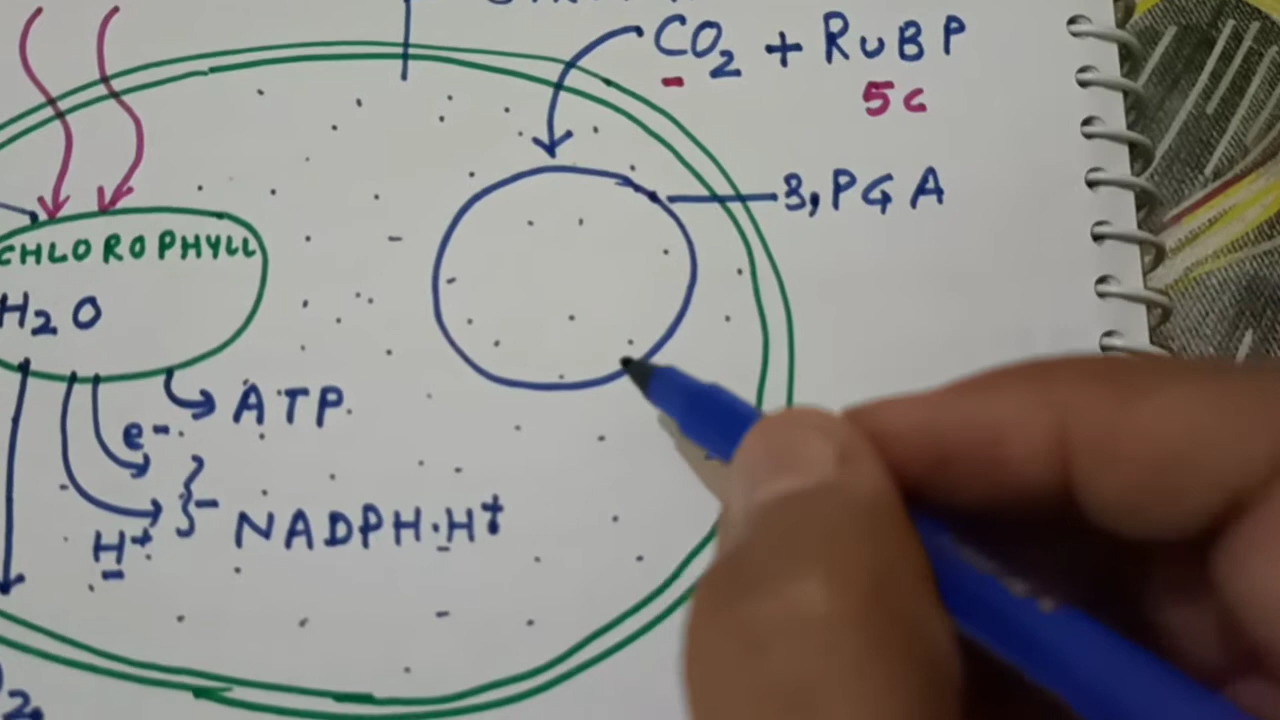 CO₂ + RuBP
5c
3,PGA
CHLOROPHYLL
H₂O
ATP
e-
NADPH·H+
H+